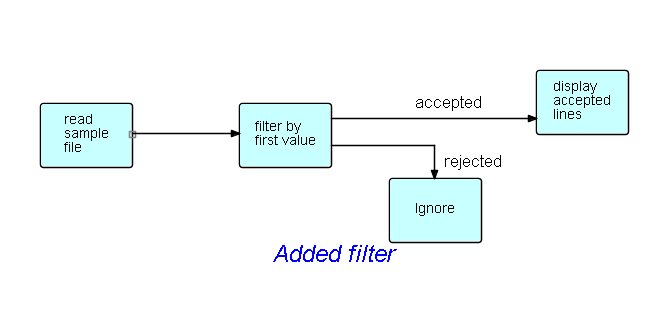 read
sample
file
filter by
first value
accepted
display
accepted
lines
rejected
Ignore
Added filter